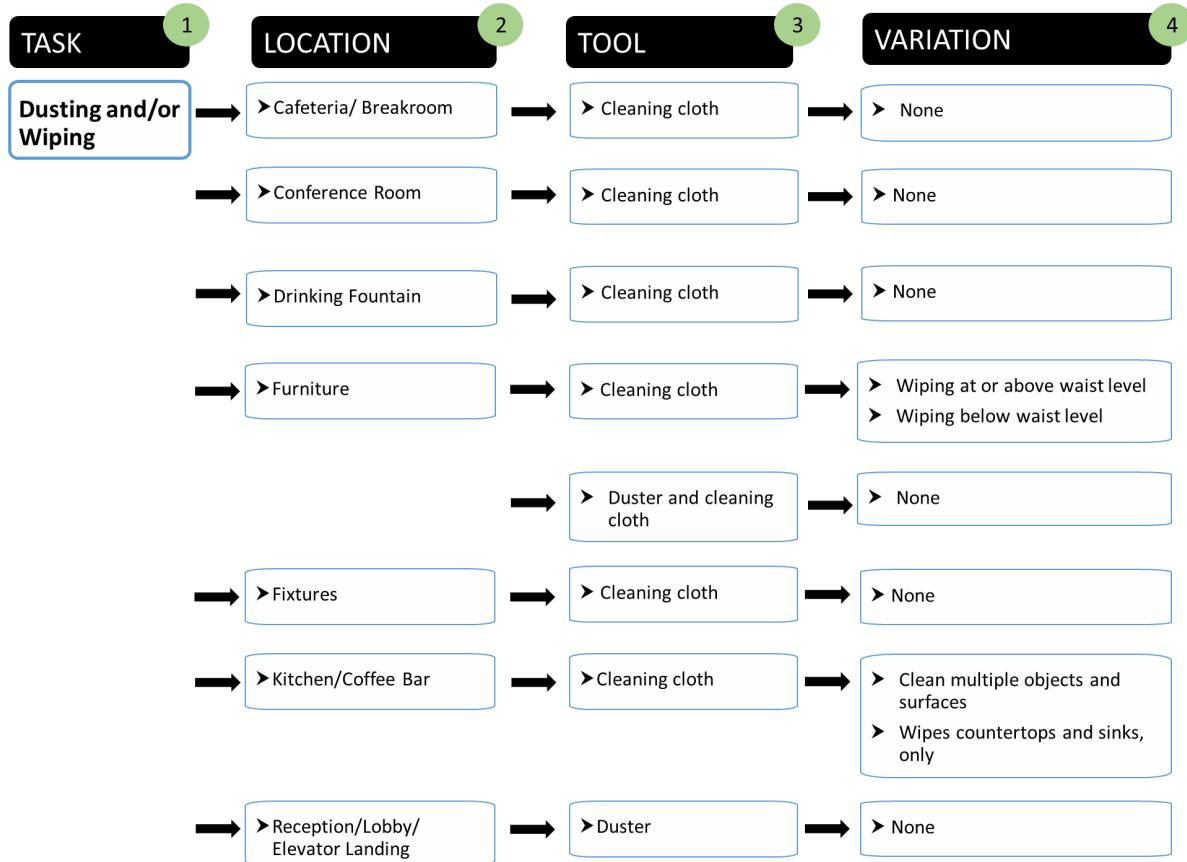 TASK 1 LOCATION 2 TOOL 3 VARIATION 4
Dusting and/or
Wiping
➤ Cafeteria/ Breakroom
➤ Cleaning cloth
➤ None
➤ Conference Room
➤ Cleaning cloth
➤ None
➤ Drinking Fountain
➤ Cleaning cloth
➤ None
➤ Furniture
➤ Cleaning cloth
➤ Wiping at or above waist level
➤ Wiping below waist level
➤ Duster and cleaning
cloth
➤ None
➤ Fixtures
➤ Cleaning cloth
➤ None
➤ Kitchen/Coffee Bar
➤ Cleaning cloth
➤ Clean multiple objects and
surfaces
➤ Wipes countertops and sinks,
only
➤ Reception/Lobby/
Elevator Landing
➤ Duster
➤ None